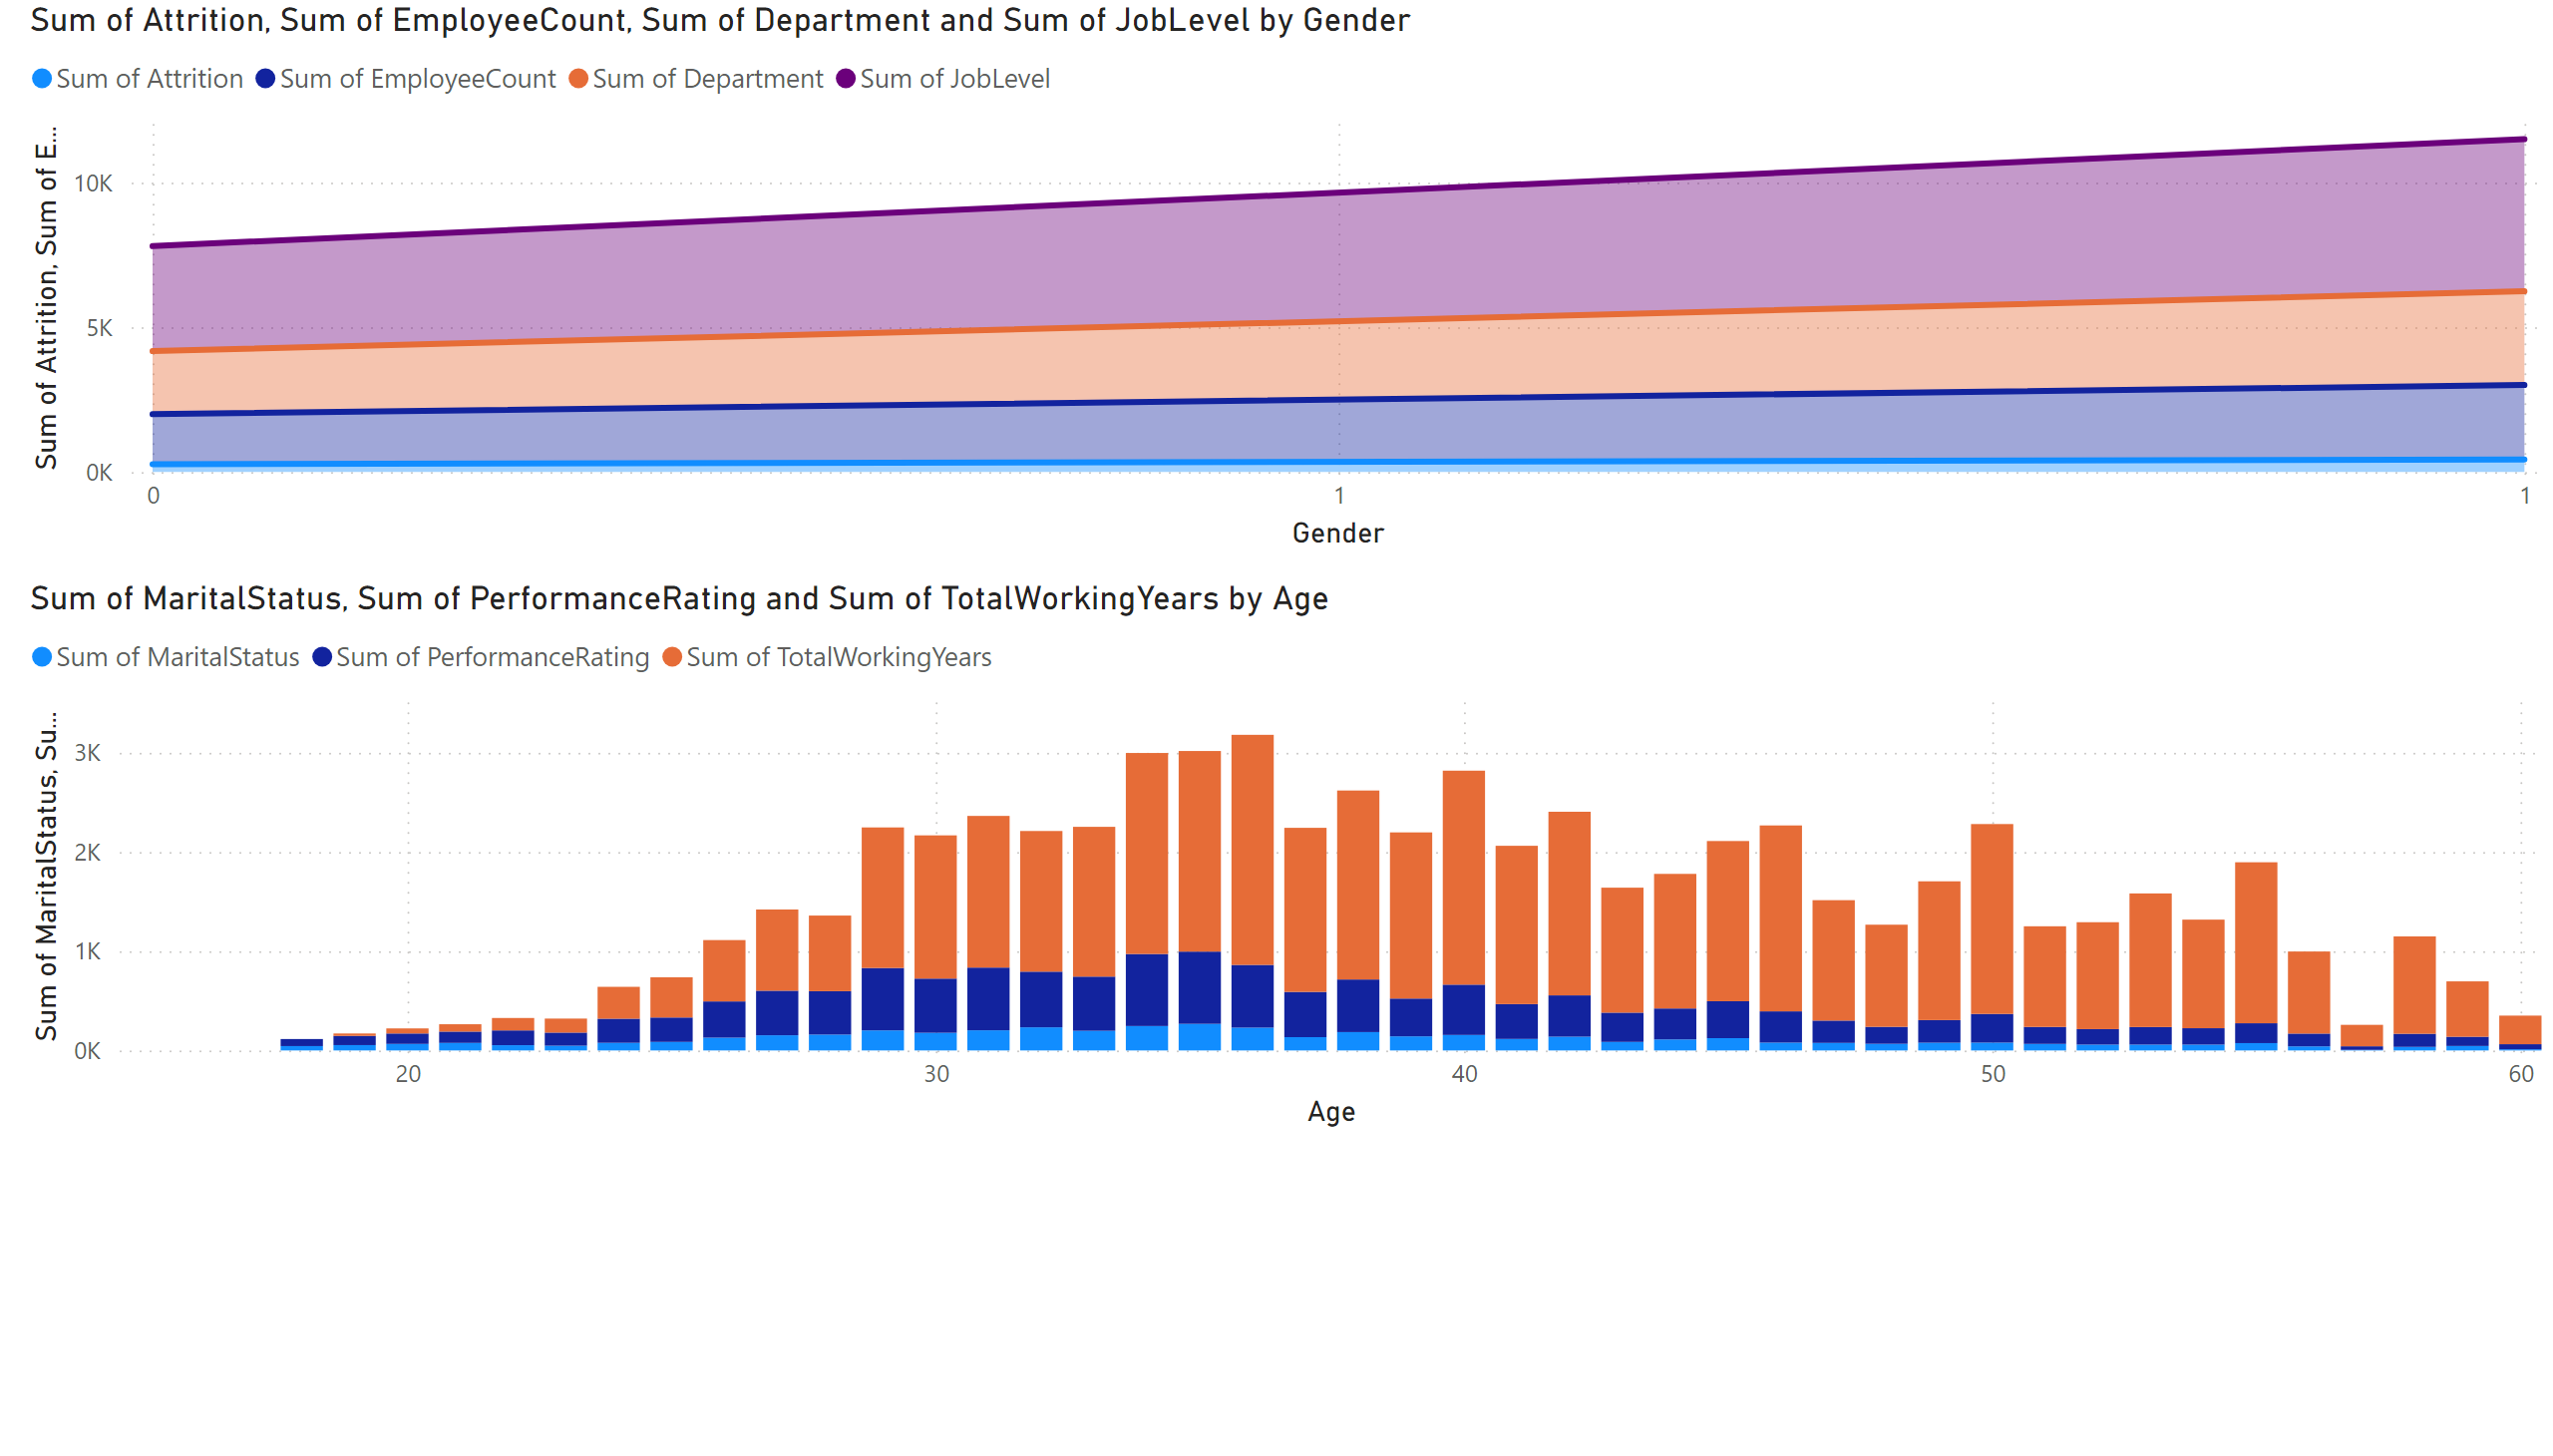 Sum of Attrition, Sum of EmployeeCount, Sum of Department and Sum of JobLevel by Gender
Sum of Attrition Sum of EmployeeCount Sum of Department Sum of JobLevel
Sum of Attrition, Sum of E...
10K
5K
0K
0 1 1
Gender
Sum of MaritalStatus, Sum of PerformanceRating and Sum of TotalWorkingYears by Age
Sum of MaritalStatus Sum of PerformanceRating Sum of TotalWorkingYears
Sum of MaritalStatus, Su...
3K
2K
1K
0K
20 30 40 50 60
Age